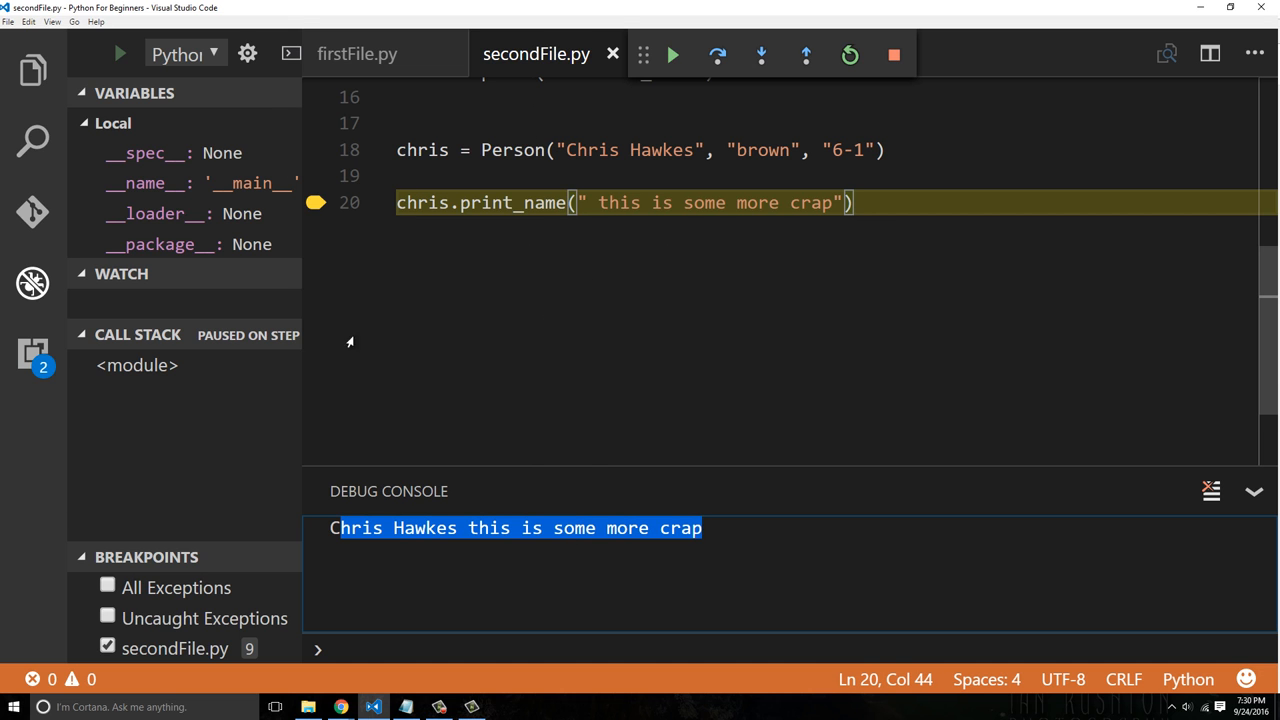 secondFile.py - Python For Beginners - Visual Studio Code
File Edit View Go Help
Python
firstFile.py
secondFile.py
VARIABLES
Local
__spec__: None
__name__: '__main__'
__loader__: None
__package__: None
WATCH
CALL STACK PAUSED ON STEP
<module>
BREAKPOINTS
All Exceptions
Uncaught Exceptions
secondFile.py 9
16
17
18 chris = Person("Chris Hawkes", "brown", "6-1")
19
20 chris.print_name(" this is some more crap")
DEBUG CONSOLE
Chris Hawkes this is some more crap
2
0 0
Ln 20, Col 44 Spaces: 4 UTF-8 CRLF Python
I'm Cortana. Ask me anything.
7:30 PM
9/24/2016